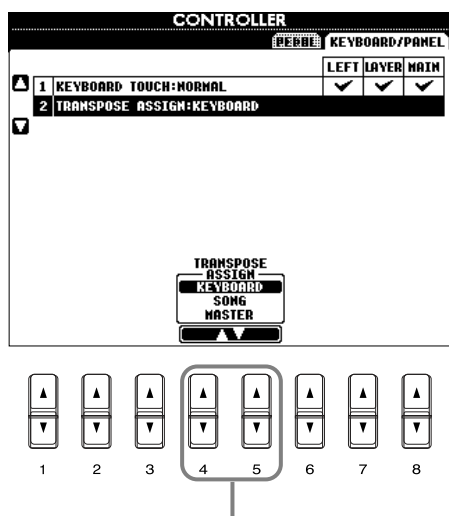 CONTROLLER
PEDAL KEYBOARD/PANEL
LEFT LAYER MAIN
1 KEYBOARD TOUCH:NORMAL
2 TRANSPOSE ASSIGN:KEYBOARD
TRANSPOSE
ASSIGN
KEYBOARD
SONG
MASTER
1 2 3 4 5 6 7 8